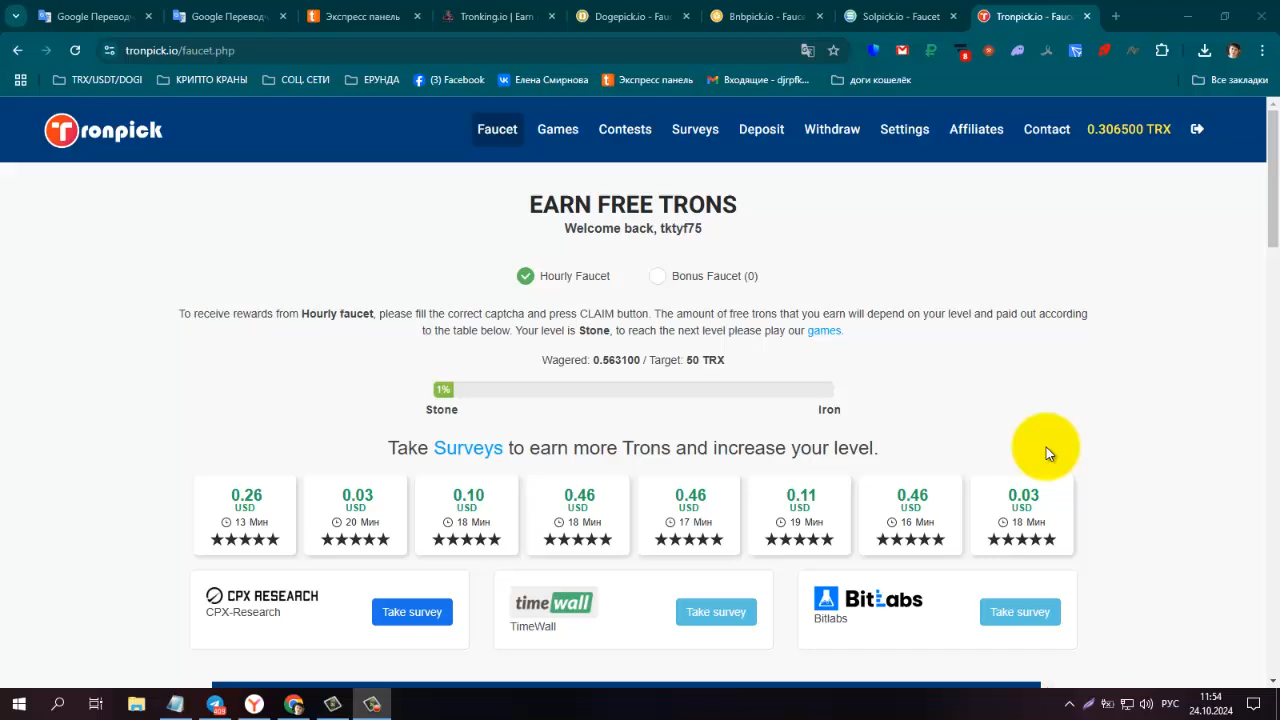 Google Переводч
Google Переводч
Экспресс панель
Tronking.io | Earn
Dogepick.io - Fauc
Bnbpick.io - Fauce
Solpick.io - Faucet
Tronpick.io - Fauc
tronpick.io/faucet.php
8
TRX/USDT/DOGI
КРИПТО КРАНЫ
СОЦ. СЕТИ
ЕРУНДА
(3) Facebook
Елена Смирнова
Экспресс панель
Входящие - djrpfk...
доги кошелёк
Все закладки
Tronpick
Faucet
Games
Contests
Surveys
Deposit
Withdraw
Settings
Affiliates
Contact
0.306500 TRX
EARN FREE TRONS
Welcome back, tktyf75
Hourly Faucet
Bonus Faucet (0)
To receive rewards from Hourly faucet, please fill the correct captcha and press CLAIM button. The amount of free trons that you earn will depend on your level and paid out according
to the table below. Your level is Stone, to reach the next level please play our games.
Wagered: 0.563100 / Target: 50 TRX
1%
Stone
Iron
Take Surveys to earn more Trons and increase your level.
0.26
USD
13 Мин
0.03
USD
20 Мин
0.10
USD
18 Мин
0.46
USD
18 Мин
0.46
USD
17 Мин
0.11
USD
19 Мин
0.46
USD
16 Мин
0.03
USD
18 Мин
CPX RESEARCH
CPX-Research
Take survey
timewall
TimeWall
Take survey
BitLabs
Bitlabs
Take survey
409
РУС
11:54
24.10.2024